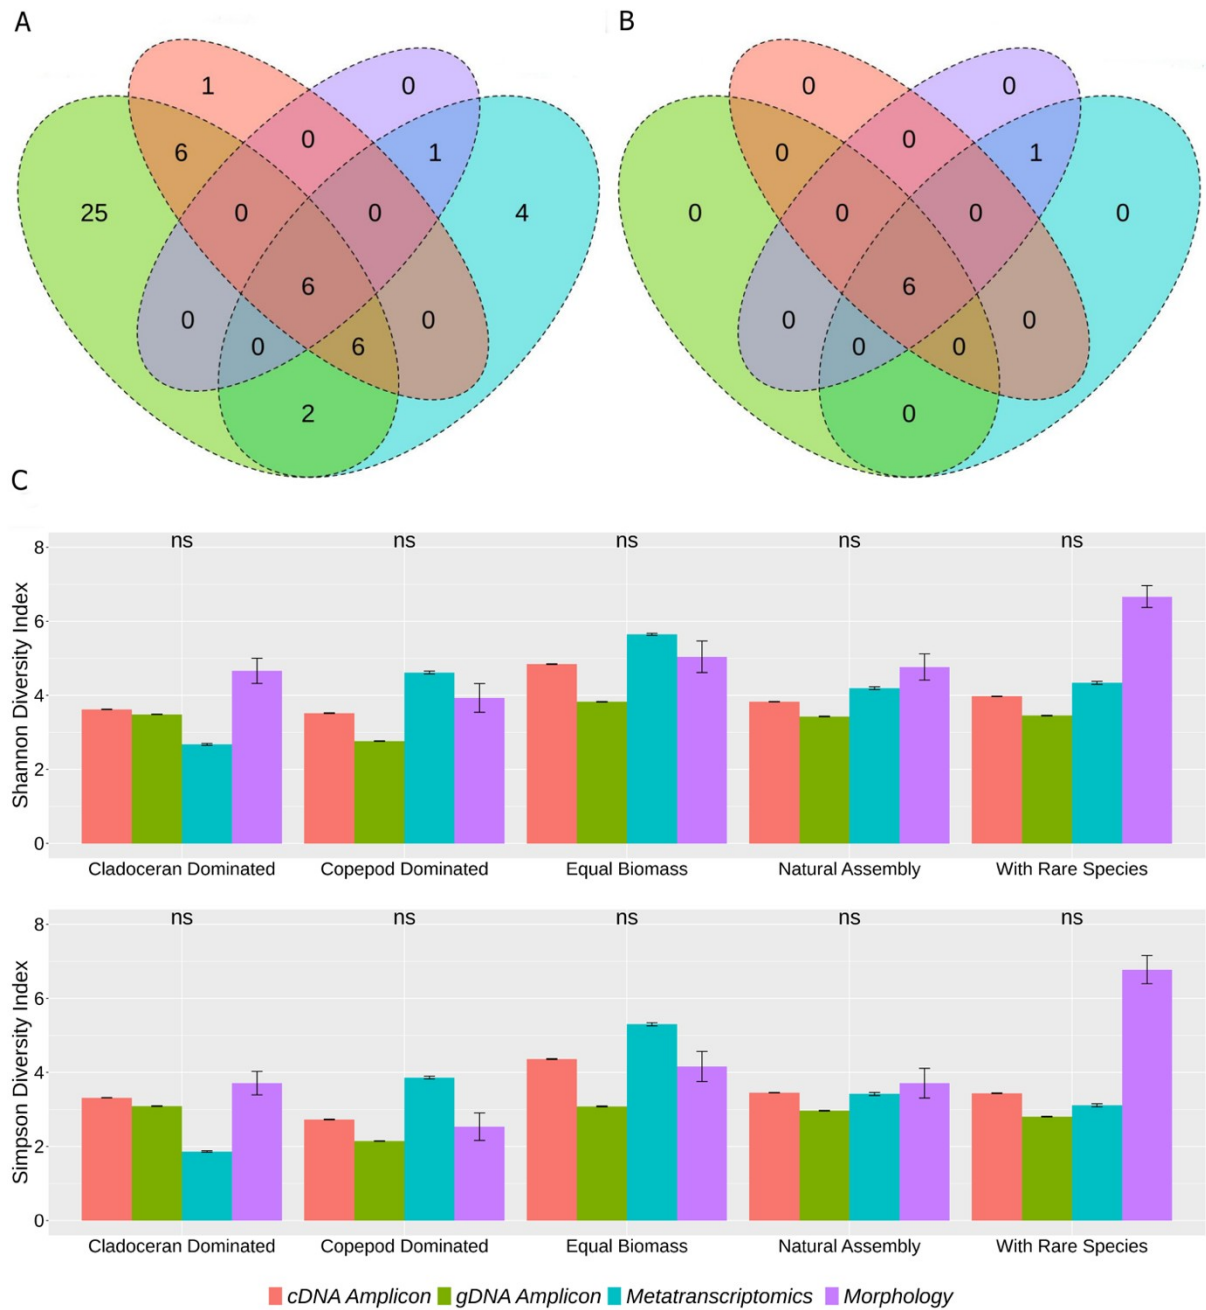 A
B
1 0 0 0
0 0
6 1 0 1
25 0 0 4 0 0 0 0
6 6
0 0 0 0
0 6 0 0
2 0
C
ns ns ns ns ns
8
6
4
2
0
Shannon Diversity Index
Cladoceran Dominated Copepod Dominated Equal Biomass Natural Assembly With Rare Species
ns ns ns ns ns
8
6
4
2
0
Simpson Diversity Index
Cladoceran Dominated Copepod Dominated Equal Biomass Natural Assembly With Rare Species
cDNA Amplicon gDNA Amplicon Metatranscriptomics Morphology